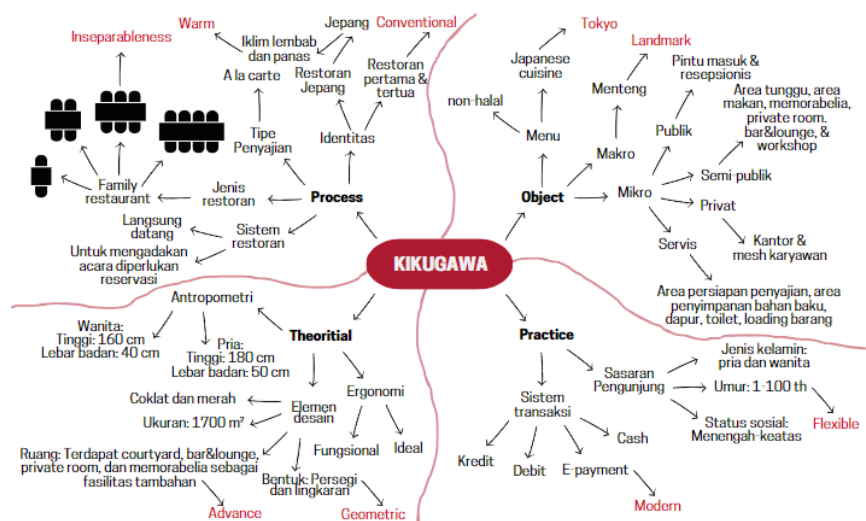 Inseparableness
Warm
Jepang
Conventional
Iklim lembab
dan panas
A la carte
Restoran
Jepang
Restoran
pertama &
tertua
Tipe
Penyajian
Identitas
Family
restaurant
Jenis
restoran
Process
Langsung
datang
Sistem
restoran
Untuk mengadakan
acara diperlukan
reservasi
Tokyo
Japanese
cuisine
Landmark
Pintu masuk &
resepsionis
Menteng
Area tunggu, area
makan, memorabelia,
private room.
bar&lounge, &
workshop
non-halal
Menu
Makro
Publik
Semi-publik
Object
Mikro
Privat
Servis
Kantor &
mesh karyawan
Area persiapan penyajian, area
penyimpanan bahan baku,
dapur, toilet, loading barang
KIKUGAWA
Antropometri
Wanita:
Tinggi: 160 cm
Lebar badan: 40 cm
Pria:
Tinggi: 180 cm
Lebar badan: 50 cm
Theoritial
Coklat dan merah
Ukuran: 1700 m²
Elemen
desain
Ergonomi
Fungsional
Ideal
Ruang: Terdapat courtyard, bar&lounge,
private room, dan memorabelia sebagai
fasilitas tambahan
Bentuk: Persegi
dan lingkaran
Advance
Geometric
Practice
Sistem
transaksi
Sasaran
Pengunjung
Jenis kelamin:
pria dan wanita
Umur: 1-100 th
Status sosial:
Menengah-keatas
Flexible
Kredit
Debit
E-payment
Cash
Modern